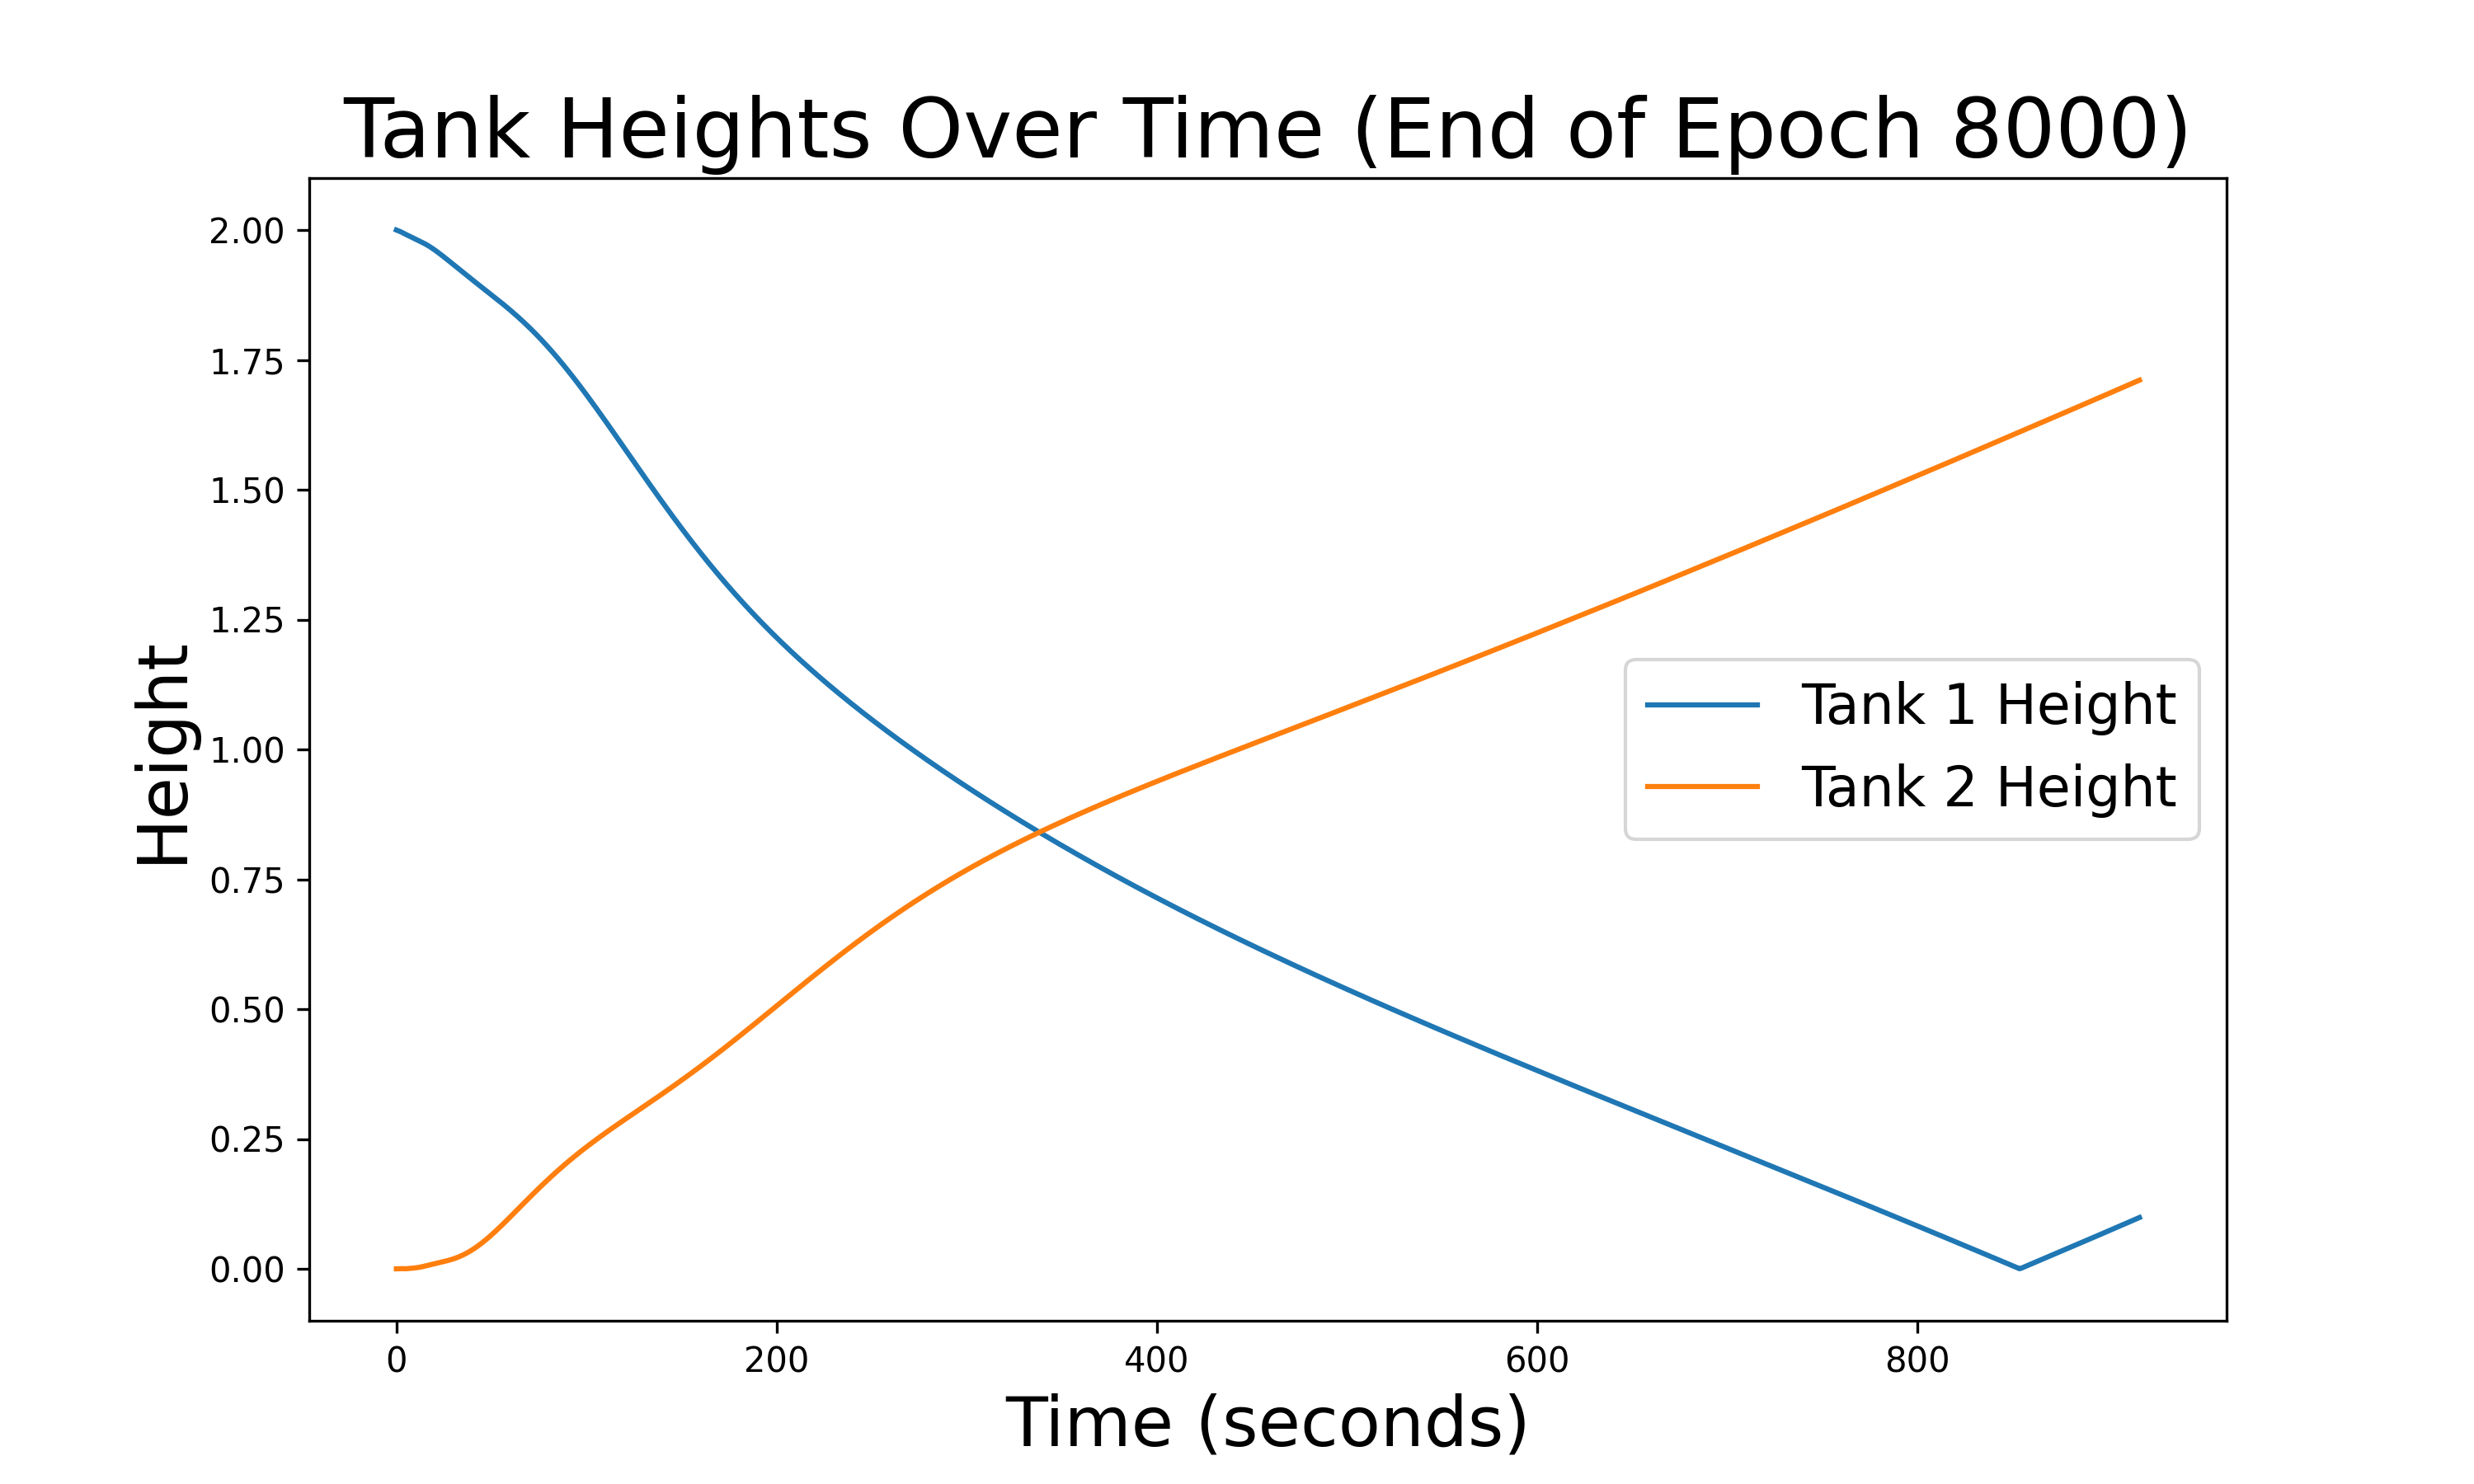 Tank Heights Over Time (End of Epoch 8000)
Height
2.00
1.75
1.50
1.25
1.00
0.75
0.50
0.25
0.00
Tank 1 Height
Tank 2 Height
0 200 400 600 800
Time (seconds)